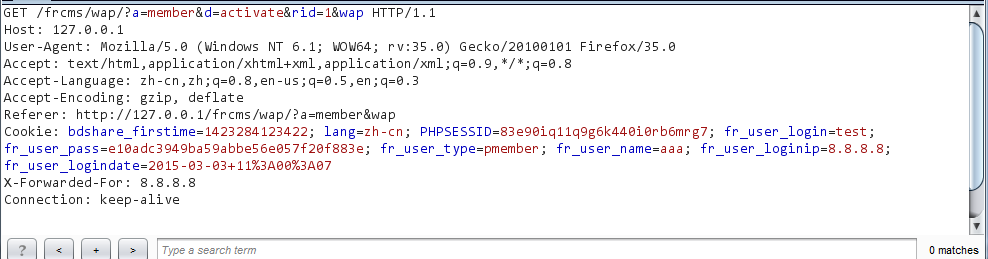 GET /frcms/wap/?a=member&d=activate&rid=1&wap HTTP/1.1
Host: 127.0.0.1
User-Agent: Mozilla/5.0 (Windows NT 6.1; WOW64; rv:35.0) Gecko/20100101 Firefox/35.0
Accept: text/html,application/xhtml+xml,application/xml;q=0.9,*/*;q=0.8
Accept-Language: zh-cn,zh;q=0.8,en-us;q=0.5,en;q=0.3
Accept-Encoding: gzip, deflate
Referer: http://127.0.0.1/frcms/wap/?a=member&wap
Cookie: bdshare_firstime=1423284123422; lang=zh-cn; PHPSESSID=83e90iq11q9g6k440i0rb6mrg7; fr_user_login=test;
fr_user_pass=e10adc3949ba59abbe56e057f20f883e; fr_user_type=pmember; fr_user_name=aaa; fr_user_loginip=8.8.8.8;
fr_user_logindate=2015-03-03+11%3A00%3A07
X-Forwarded-For: 8.8.8.8
Connection: keep-alive
? < + > Type a search term 0 matches